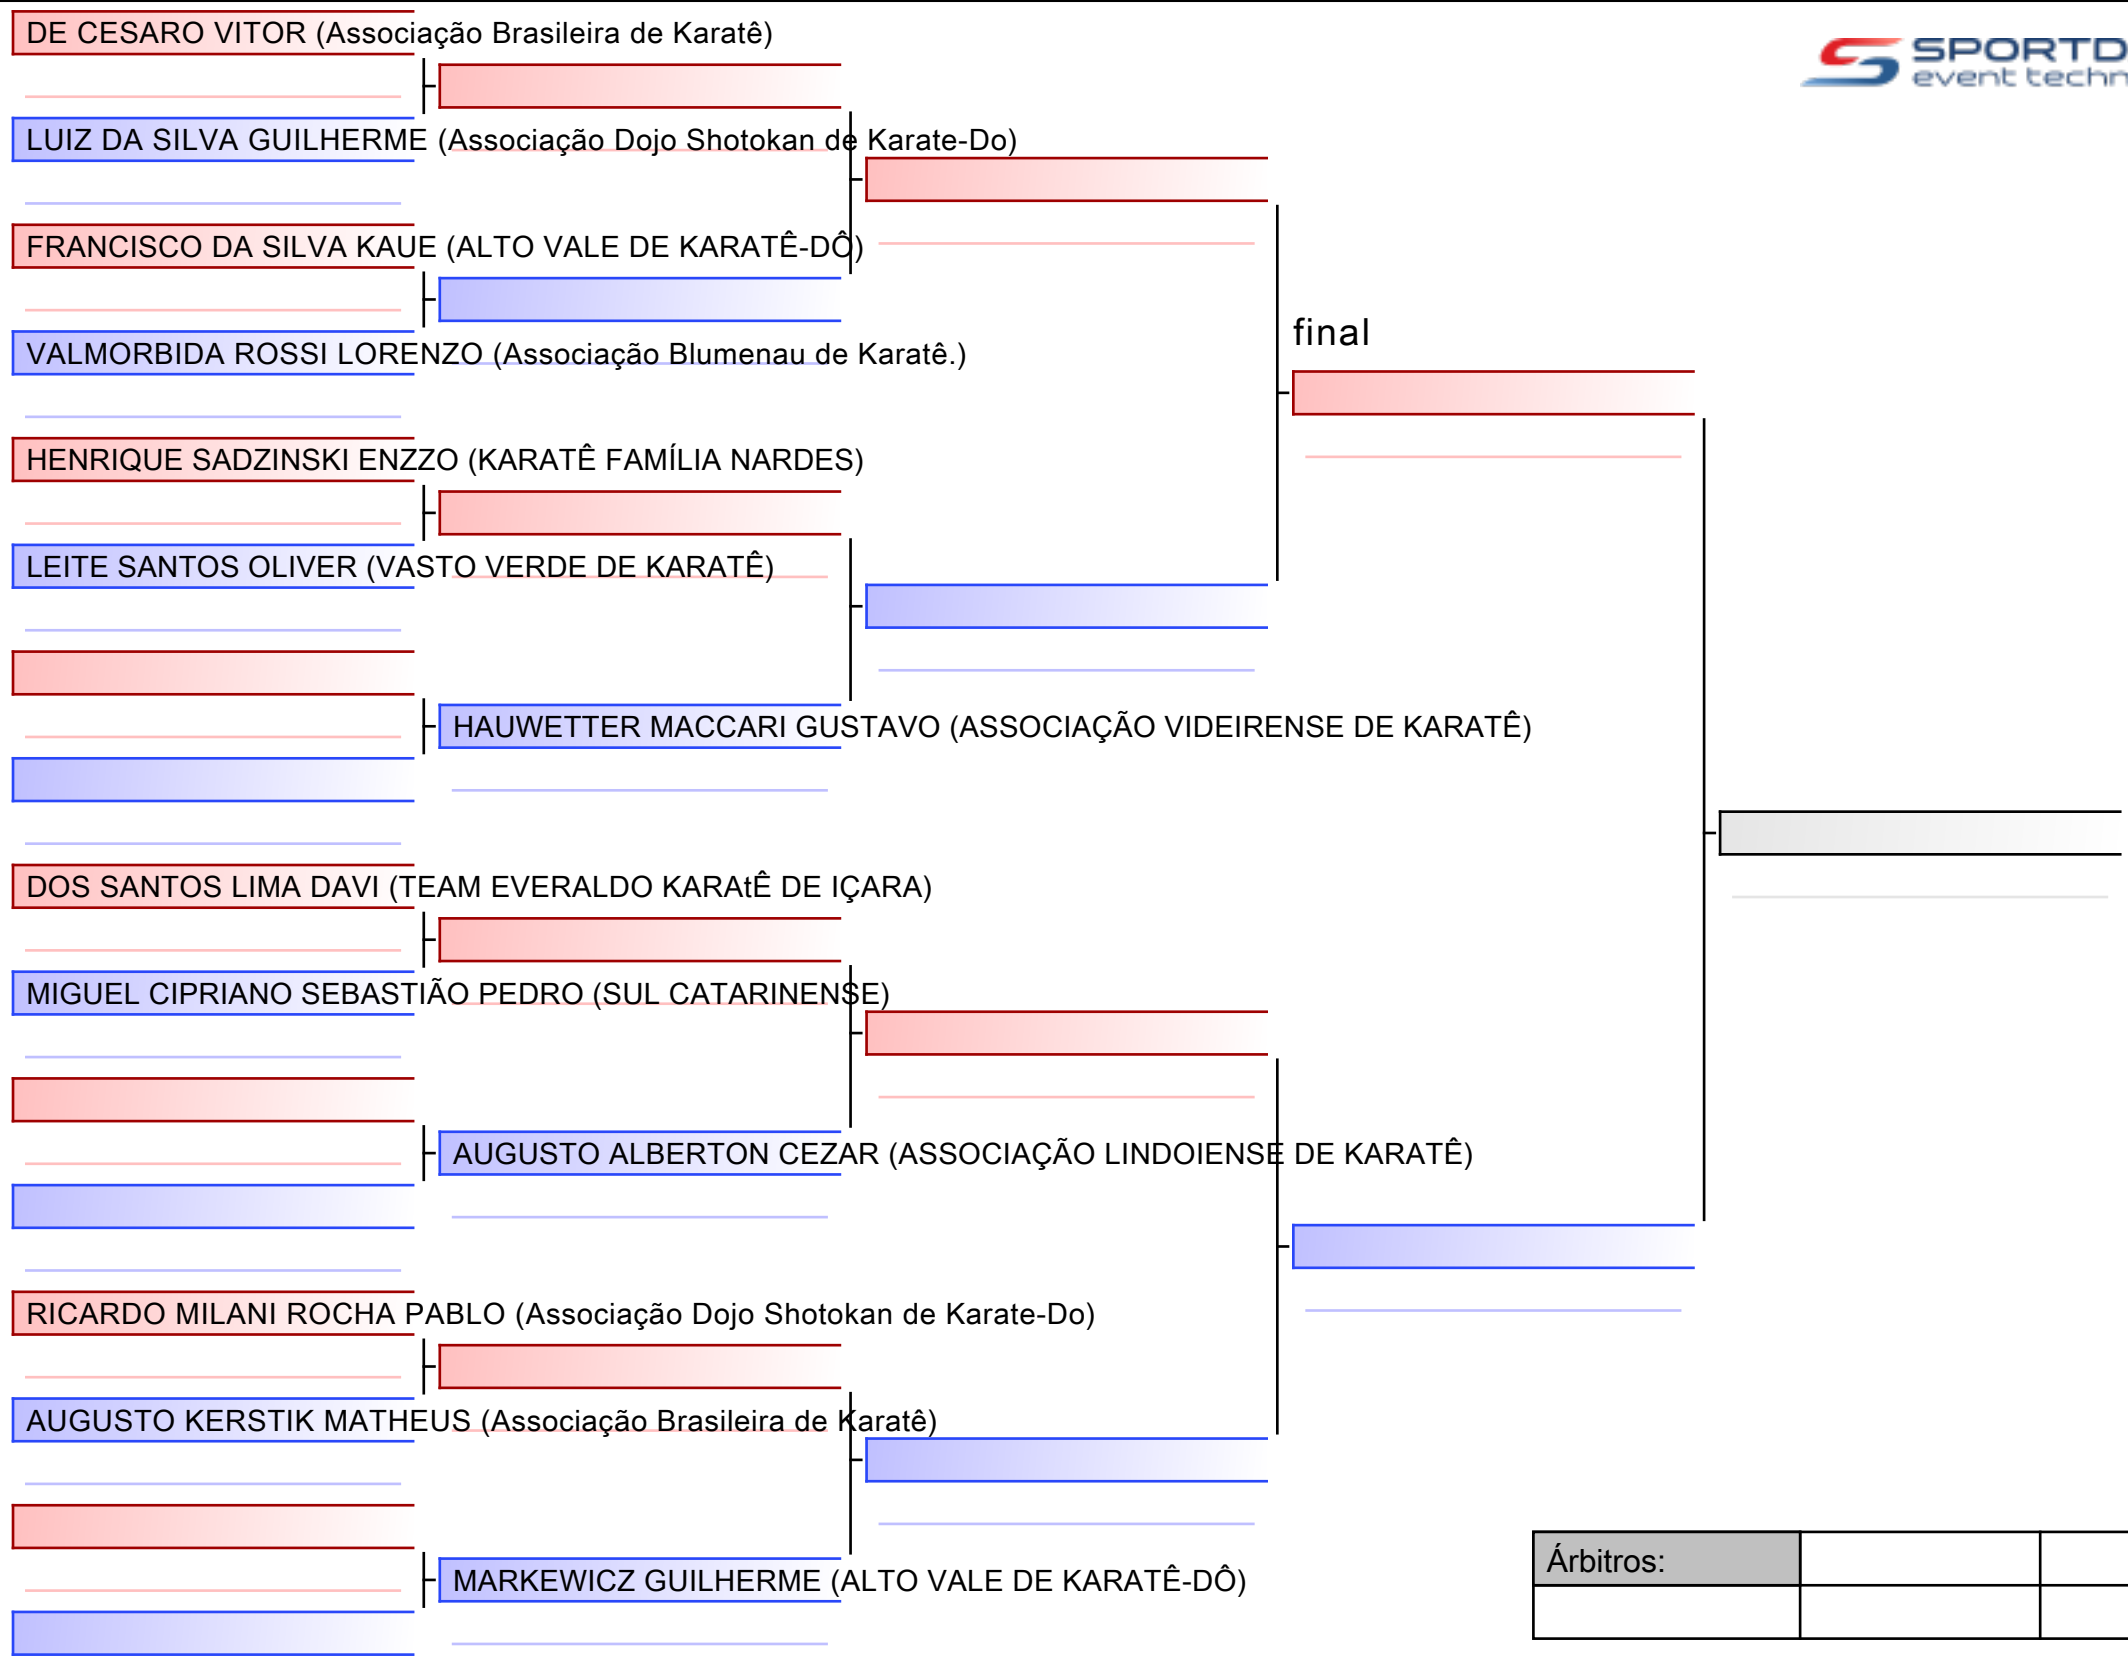 DE CESARO VITOR (Associação Brasileira de Karatê)
SPORTD
event techn
LUIZ DA SILVA GUILHERME (Associação Dojo Shotokan de Karate-Do)
FRANCISCO DA SILVA KAUE (ALTO VALE DE KARATÊ-DÔ)
final
VALMORBIDA ROSSI LORENZO (Associação Blumenau de Karatê.)
HENRIQUE SADZINSKI ENZZO (KARATÊ FAMÍLIA NARDES)
LEITE SANTOS OLIVER (VASTO VERDE DE KARATÊ)
HAUWETTER MACCARI GUSTAVO (ASSOCIAÇÃO VIDEIRENSE DE KARATÊ)
DOS SANTOS LIMA DAVI (TEAM EVERALDO KARAtÊ DE IÇARA)
MIGUEL CIPRIANO SEBASTIÃO PEDRO (SUL CATARINENSE)
AUGUSTO ALBERTON CEZAR (ASSOCIAÇÃO LINDOIENSE DE KARATÊ)
RICARDO MILANI ROCHA PABLO (Associação Dojo Shotokan de Karate-Do)
AUGUSTO KERSTIK MATHEUS (Associação Brasileira de Karatê)
Árbitros:
MARKEWICZ GUILHERME (ALTO VALE DE KARATÊ-DÔ)